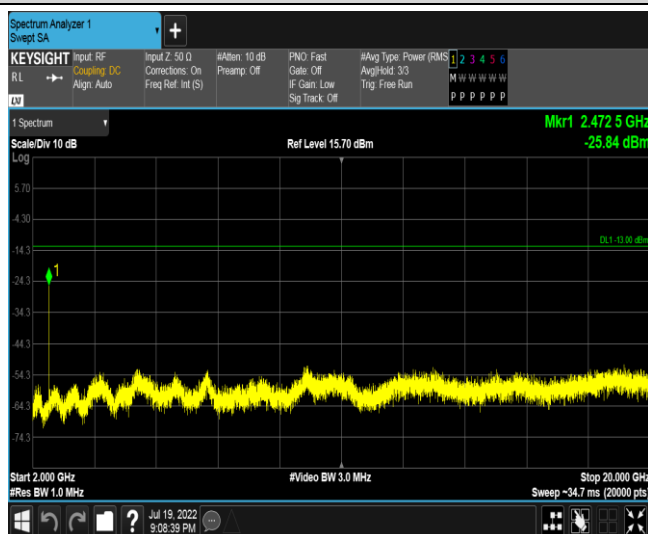 Spectrum Analyzer 1
Swept SA
+
KEYSIGHT Input: RF Input Z: 50 Ω #Atten: 10 dB PNO: Fast #Avg Type: Power (RMS 1 2 3 4 5 6
R L Coupling: DC Corrections: On Preamp: Off Gate: Off Avg|Hold: 3/3 M W W W W W
Align: Auto Freq Ref: Int (S) IF Gain: Low Trig: Free Run
Sig Track: Off P P P P P P
LXI
1 Spectrum Mkr1 2.472 5 GHz
Scale/Div 10 dB Ref Level 15.70 dBm -25.84 dBm
Log
5.70
-4.30
DL1 -13.00 dBm
-14.3
1
-24.3
-34.3
-44.3
-54.3
-64.3
-74.3
Start 2.000 GHz #Video BW 3.0 MHz Stop 20.000 GHz
#Res BW 1.0 MHz Sweep ~34.7 ms (20000 pts)
? Jul 19, 2022
9:08:39 PM